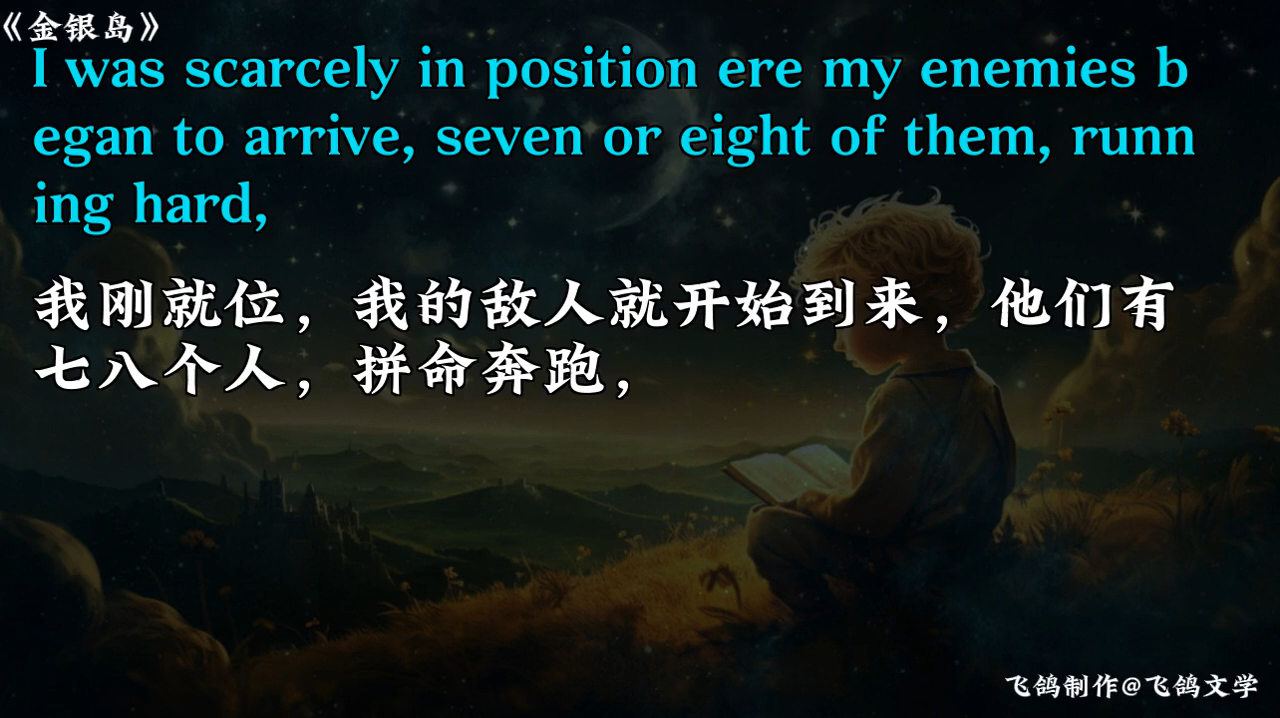 《金银岛》
I was scarcely in position ere my enemies b
egan to arrive, seven or eight of them, runn
ing hard,
我刚就位，我的敌人就开始到来，他们有
七八个人，拼命奔跑，
飞鸽制作@飞鸽文学